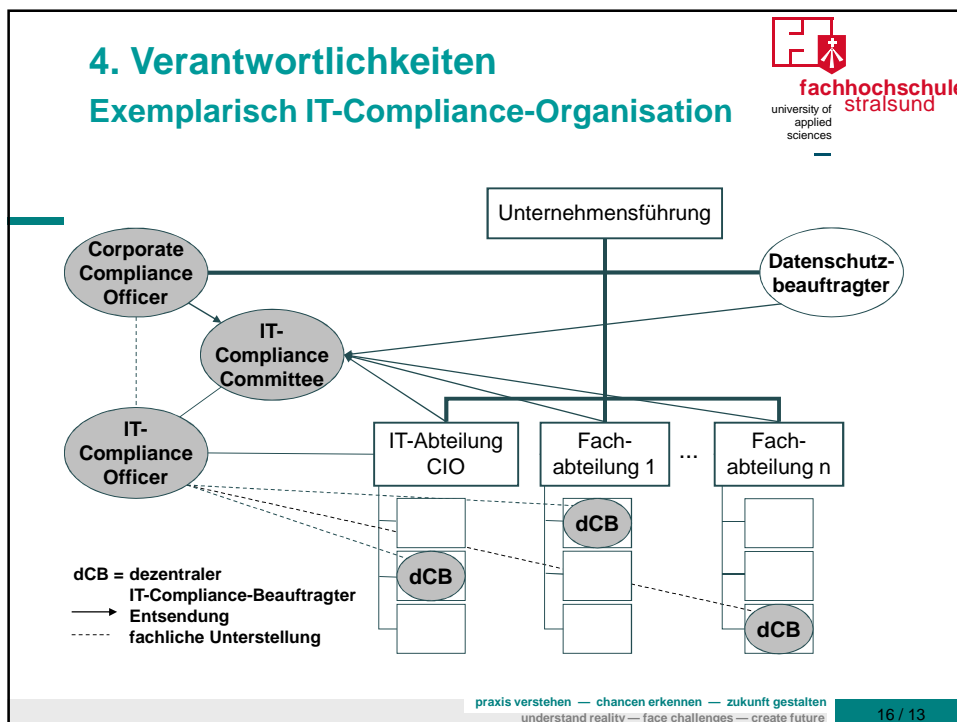 4. Verantwortlichkeiten
Exemplarisch IT-Compliance-Organisation
fachhochschule
stralsund
university of
applied
sciences
Unternehmensführung
Corporate
Compliance
Officer
Datenschutz-
beauftragter
IT-
Compliance
Committee
IT-
Compliance
Officer
IT-Abteilung
CIO
Fach-
abteilung 1
...
Fach-
abteilung n
dCB
dCB
dCB
dCB = dezentraler
IT-Compliance-Beauftragter
Entsendung
fachliche Unterstellung
praxis verstehen — chancen erkennen — zukunft gestalten
understand reality — face challenges — create future
16 / 13